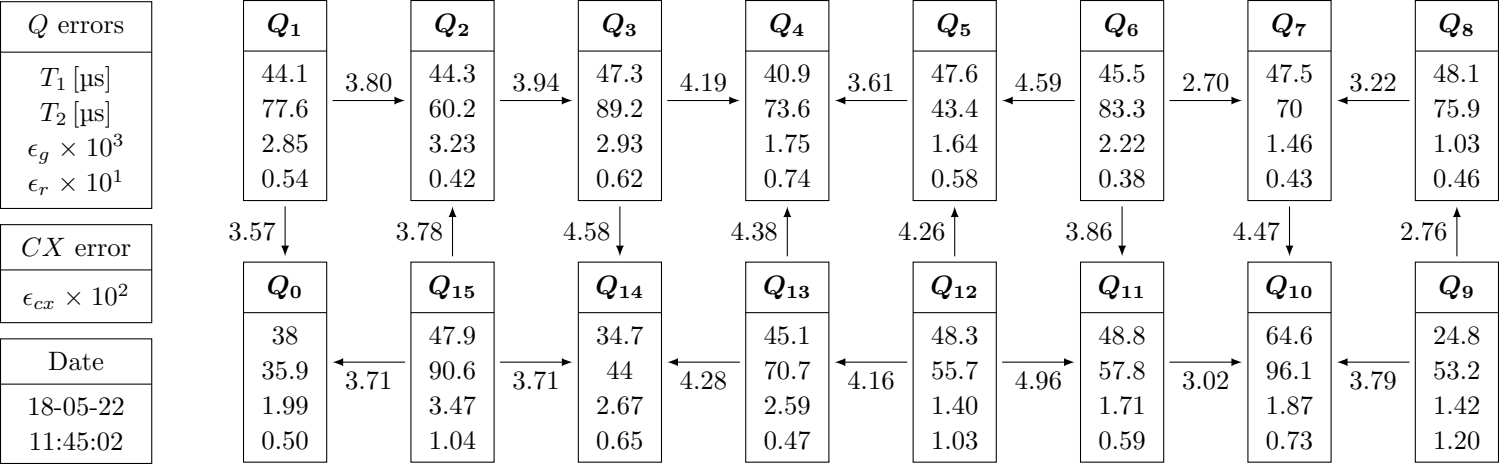 Q errors
T₁ [µs]
T₂ [µs]
ϵ_g × 10³
ϵ_r × 10¹
CX error
ϵ_cx × 10²
Date
18-05-22
11:45:02
Q₁ Q₂ Q₃ Q₄ Q₅ Q₆ Q₇ Q₈
44.1 44.3 47.3 40.9 47.6 45.5 47.5 48.1
3.80 3.94 4.19 3.61 4.59 2.70 3.22
77.6 60.2 89.2 73.6 43.4 83.3 70 75.9
2.85 3.23 2.93 1.75 1.64 2.22 1.46 1.03
0.54 0.42 0.62 0.74 0.58 0.38 0.43 0.46
3.57 3.78 4.58 4.38 4.26 3.86 4.47 2.76
Q₀ Q₁₅ Q₁₄ Q₁₃ Q₁₂ Q₁₁ Q₁₀ Q₉
38 47.9 34.7 45.1 48.3 48.8 64.6 24.8
35.9 90.6 44 70.7 55.7 57.8 96.1 53.2
3.71 3.71 4.28 4.16 4.96 3.02 3.79
1.99 3.47 2.67 2.59 1.40 1.71 1.87 1.42
0.50 1.04 0.65 0.47 1.03 0.59 0.73 1.20